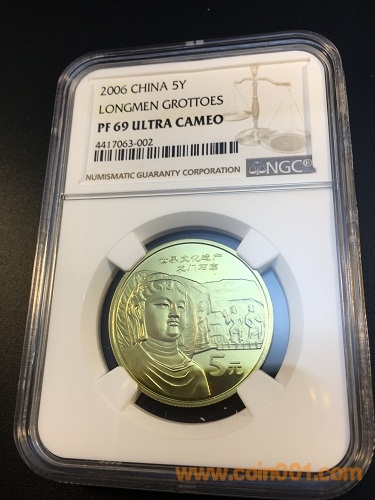 2006 CHINA 5Y
LONGMEN GROTTOES
PF 69 ULTRA CAMEO
4417063-002
NUMISMATIC GUARANTY CORPORATION
NGC®
世界文化遗产
龙门石窟
5元
www.coin001.com